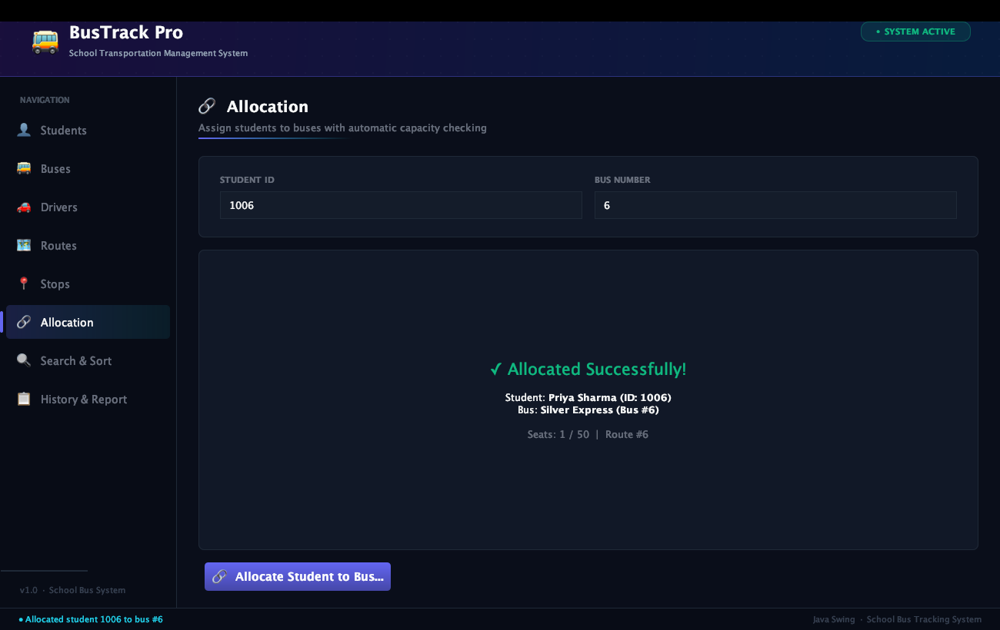 BusTrack Pro
School Transportation Management System
• SYSTEM ACTIVE
NAVIGATION
Students
Buses
Drivers
Routes
Stops
Allocation
Search & Sort
History & Report
v1.0 · School Bus System
Allocation
Assign students to buses with automatic capacity checking
STUDENT ID
BUS NUMBER
1006
6
✓ Allocated Successfully!
Student: Priya Sharma (ID: 1006)
Bus: Silver Express (Bus #6)
Seats: 1 / 50 | Route #6
Allocate Student to Bus...
• Allocated student 1006 to bus #6
Java Swing · School Bus Tracking System